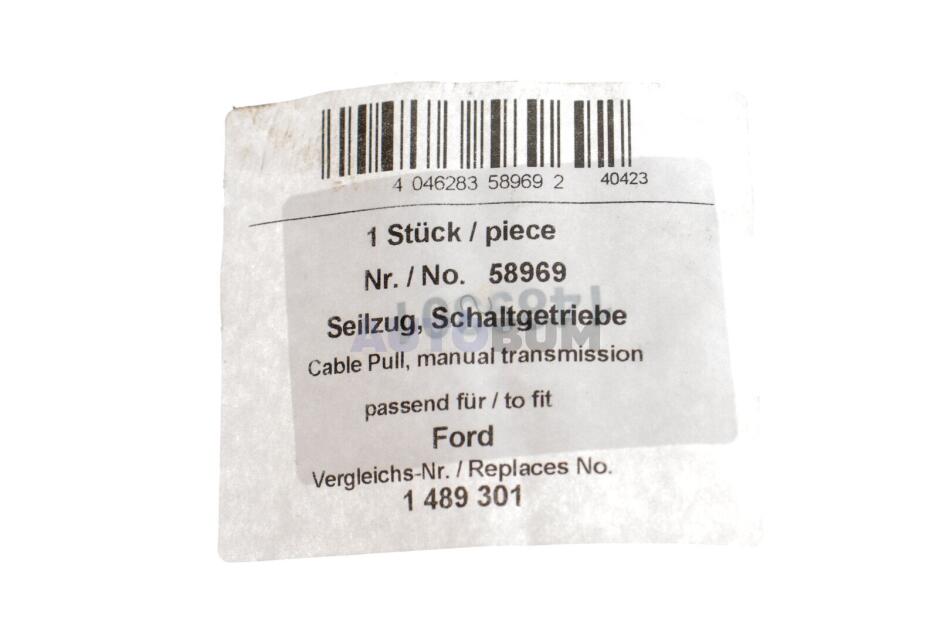 4 046283 58969 2 40423
1 Stück / piece
Nr. / No. 58969
Seilzug, Schaltgetriebe
AUTOBUM
Cable Pull, manual transmission
passend für / to fit
Ford
Vergleichs-Nr. / Replaces No.
1 489 301